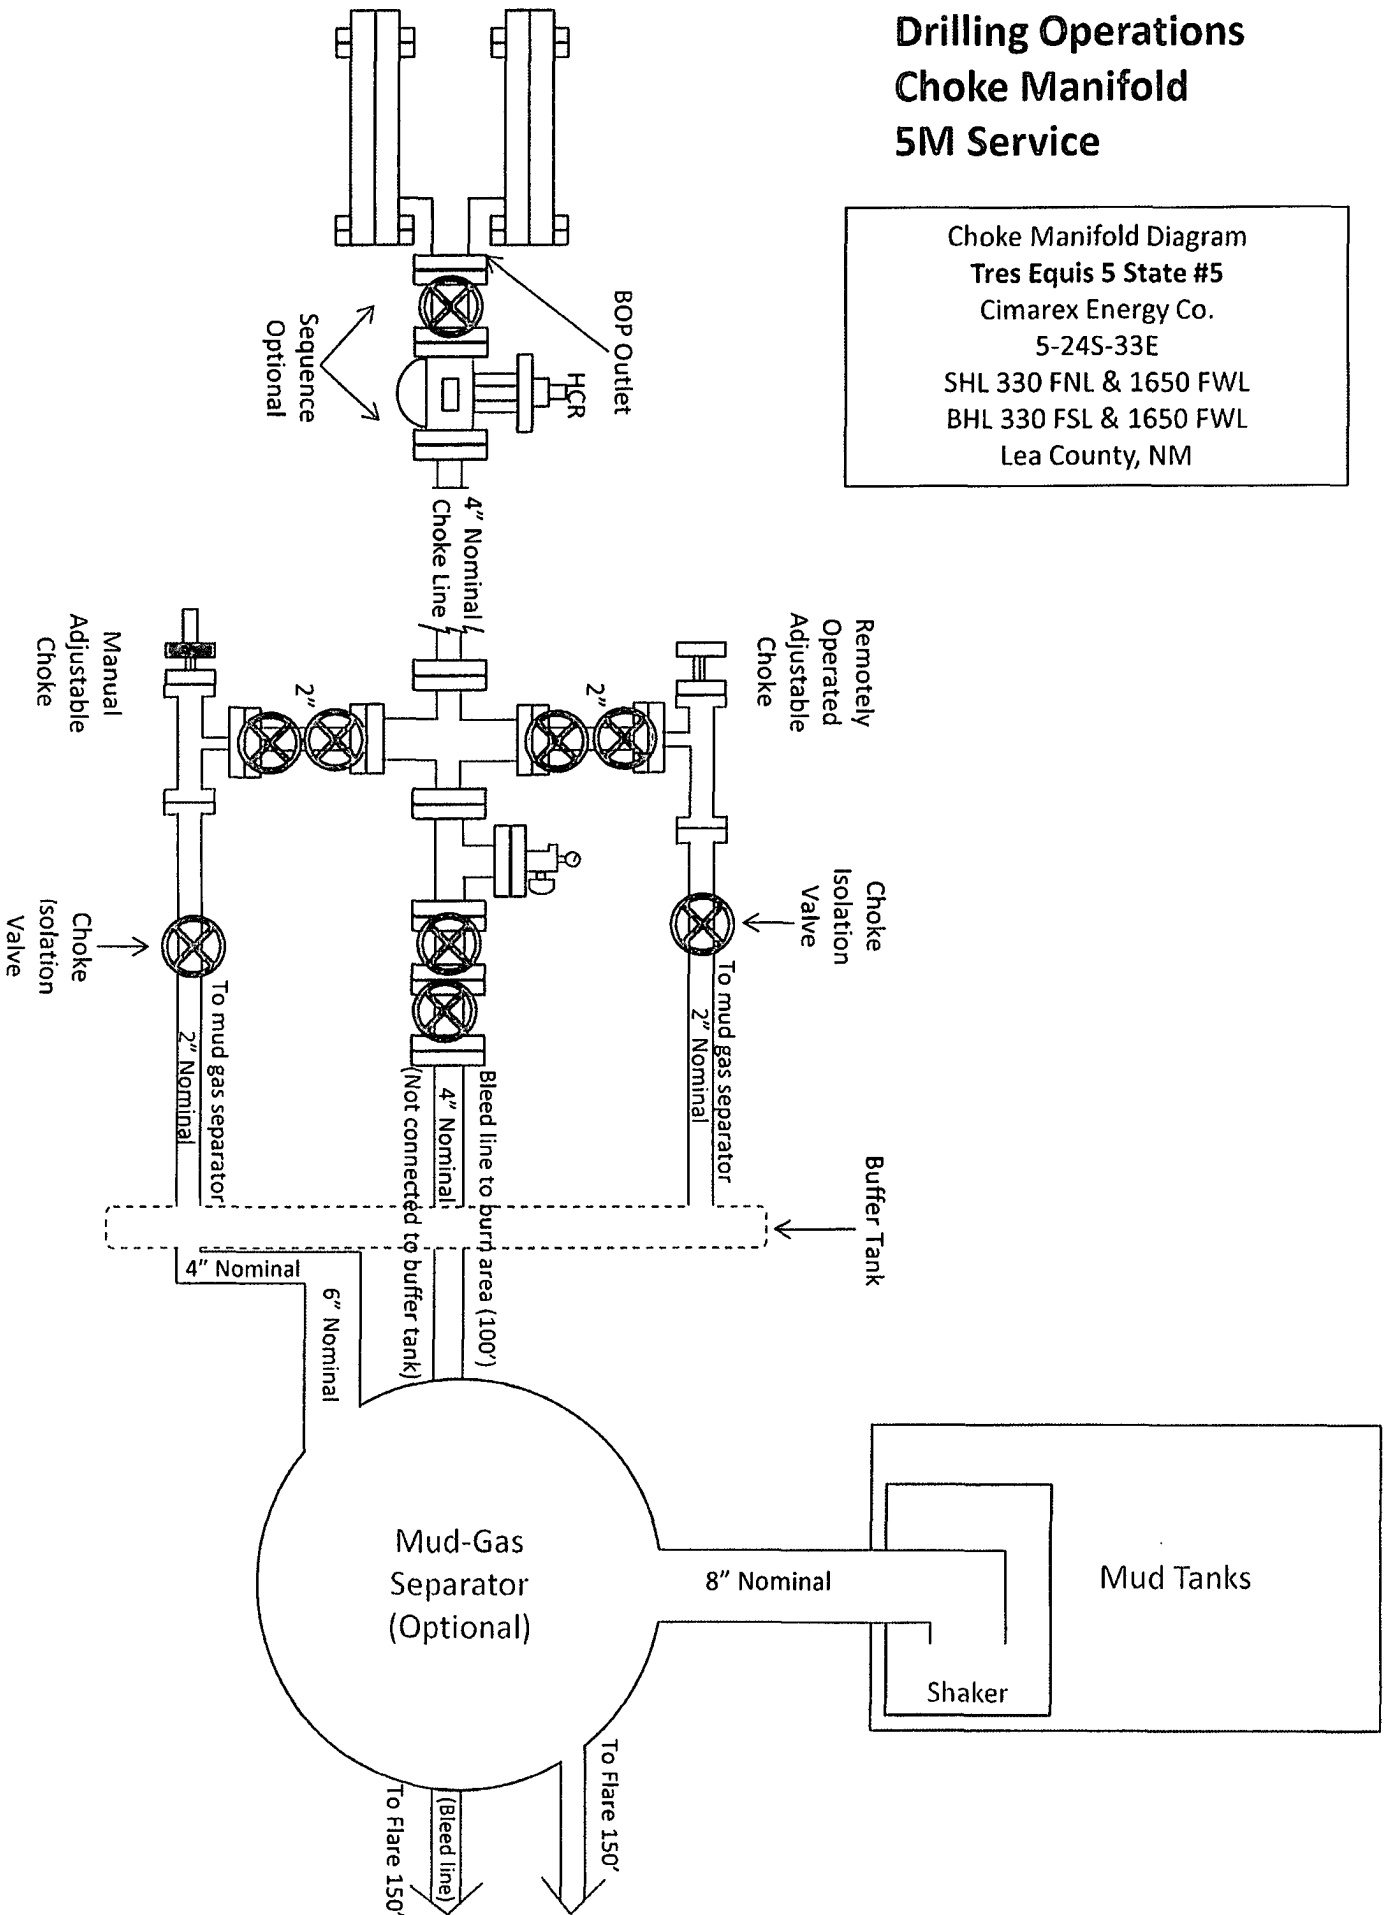 Drilling Operations
Choke Manifold
5M Service
Choke Manifold Diagram
Tres Equis 5 State #5
Cimarex Energy Co.
5-24S-33E
SHL 330 FNL & 1650 FWL
BHL 330 FSL & 1650 FWL
Lea County, NM
BOP Outlet
HCR
Sequence
Optional
4” Nominal
Choke Line
Remotely
Operated
Adjustable
Choke
Manual
Adjustable
Choke
2”
2”
Choke
Isolation
Valve
Choke
Isolation
Valve
To mud gas separator
2” Nominal
To mud gas separator
2” Nominal
Bleed line to burn area (100’)
4” Nominal
(Not connected to buffer tank)
Buffer Tank
4” Nominal
6” Nominal
Mud-Gas
Separator
(Optional)
8” Nominal
Mud Tanks
Shaker
To Flare 150’
(Bleed line)
To Flare 150’